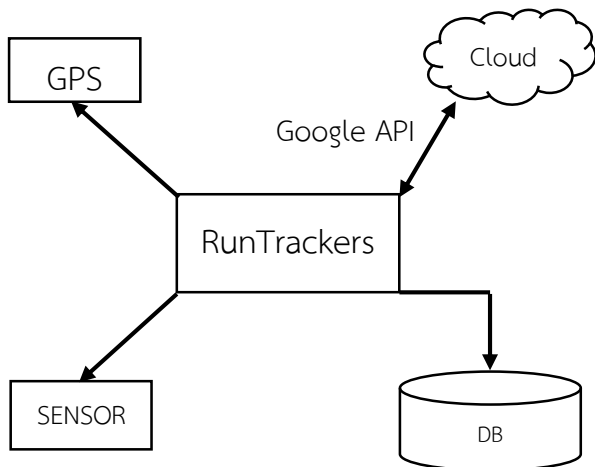 GPS
Cloud
Google API
RunTrackers
SENSOR
DB